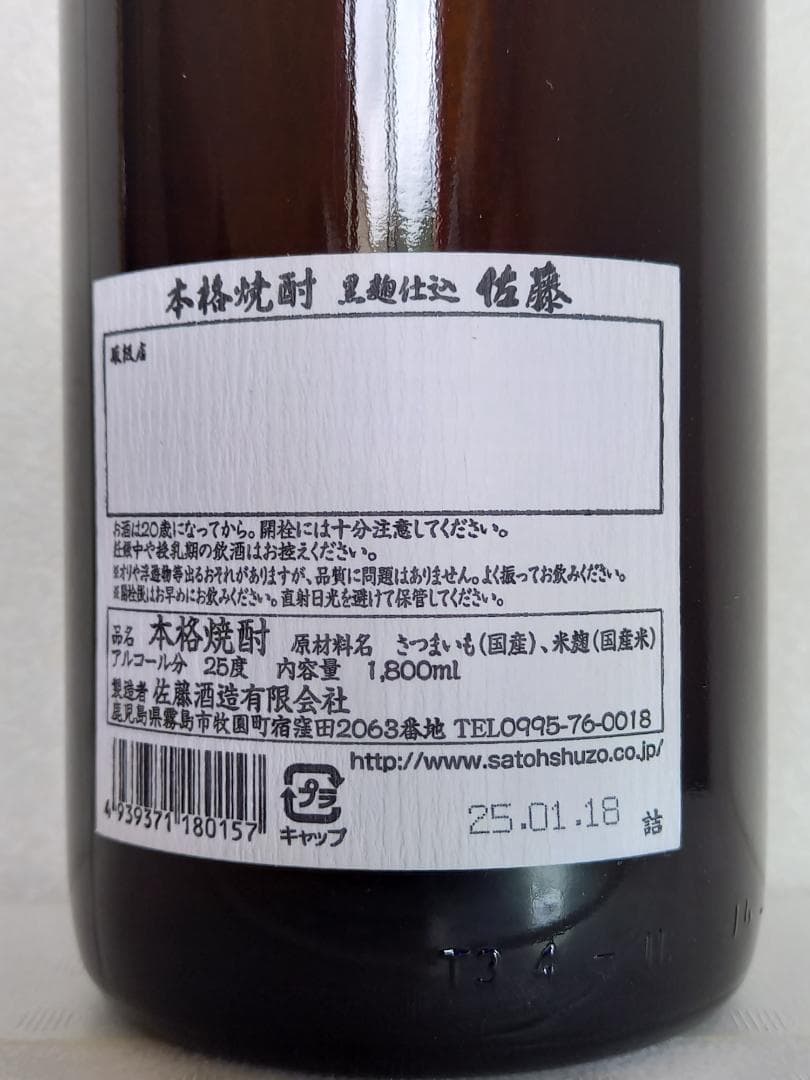 本格焼酎 黒麹仕込 佐藤
取扱店
お酒は20歳になってから。開栓には十分注意してください。
妊娠中や授乳期の飲酒はお控えください。
※オリや浮遊物等出るおそれがありますが、品質に問題はありません。よく振ってお飲みください。
※開栓後はお早めにお飲みください。直射日光を避けて保管してください。
品名 本格焼酎 原材料名 さつまいも(国産)、米麹(国産米)
アルコール分 25度 内容量 1,800ml
製造者 佐藤酒造有限会社
鹿児島県霧島市牧園町宿窪田2063番地 TEL0995-76-0018
http://www.satohshuzo.co.jp/
4 939371 180157
プラ
キャップ
25.01.18 詰
T3 4 - 11